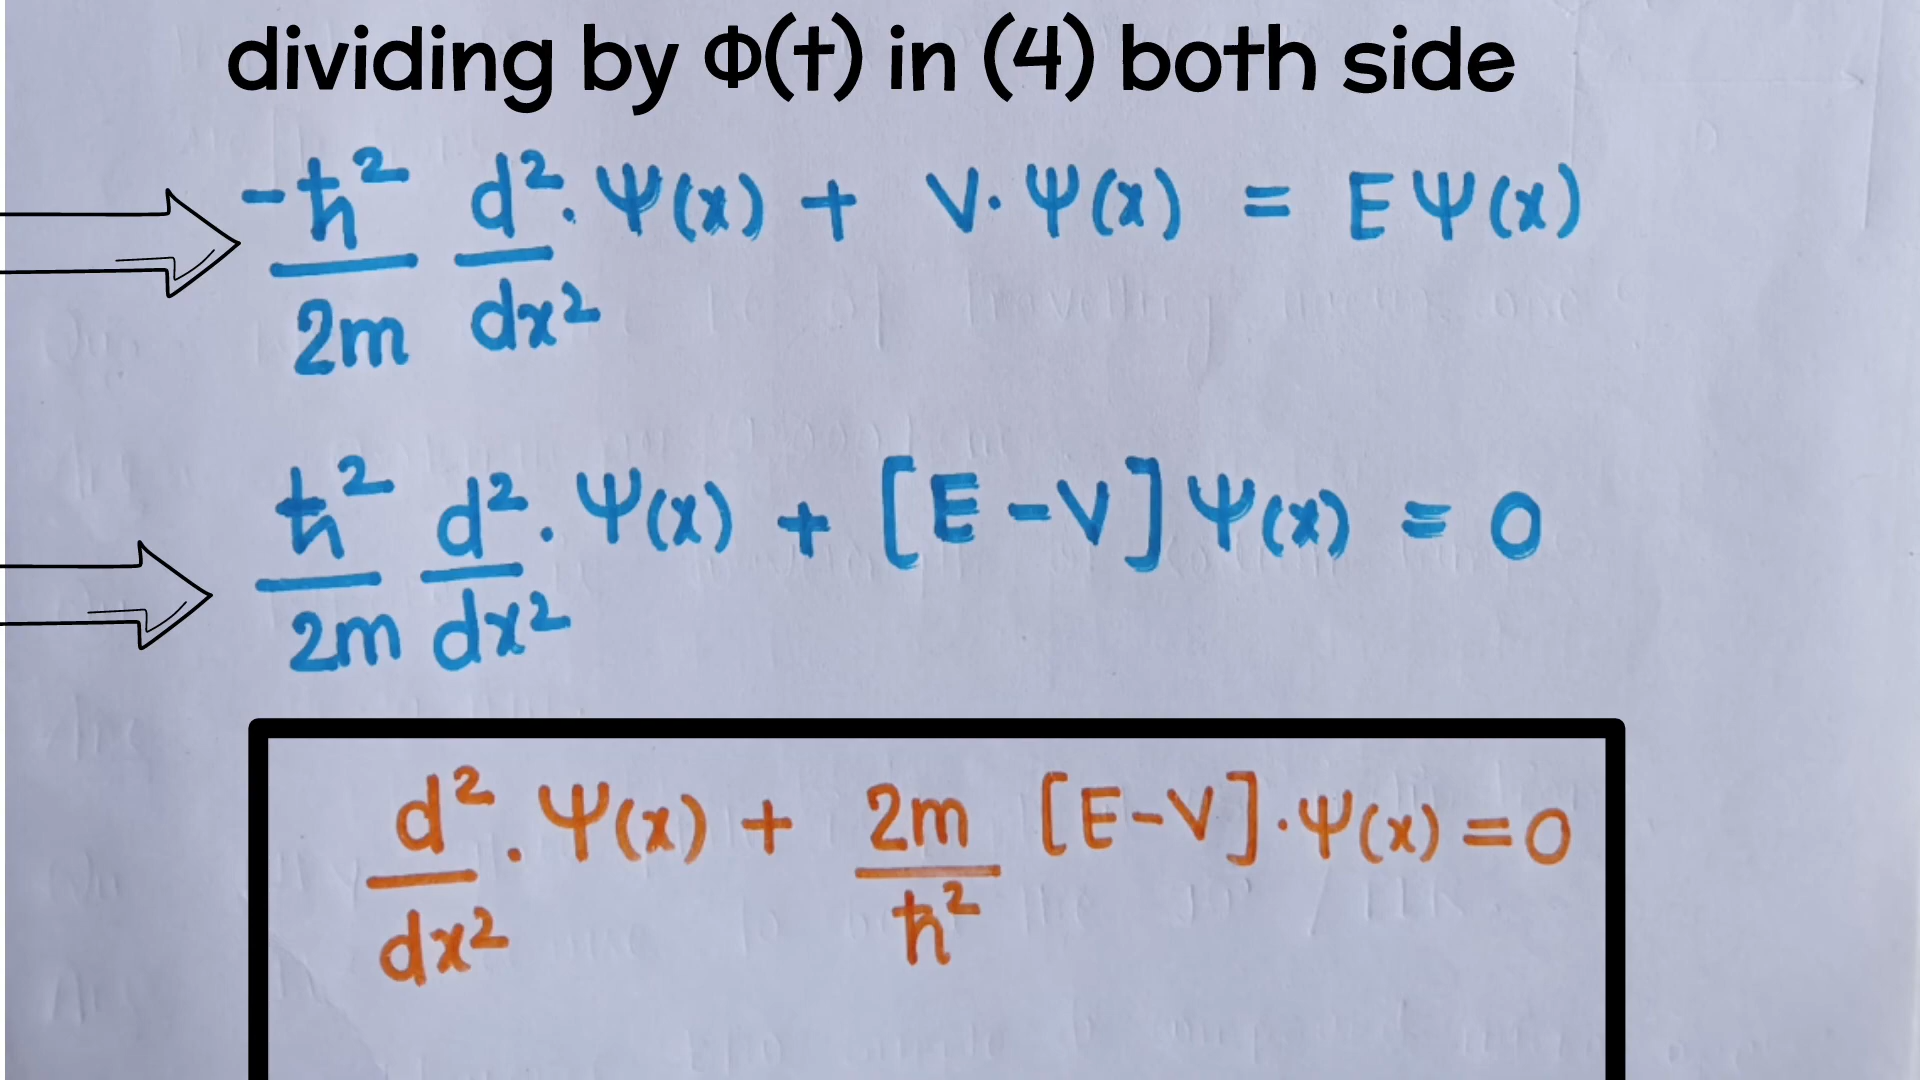 dividing by Φ(t) in (4) both side
-ħ²/2m d²/dx² . Ψ(x) + V. Ψ(x) = E Ψ(x)
ħ²/2m d²/dx² . Ψ(x) + [E-V] Ψ(x) = 0
d²/dx² . Ψ(x) + 2m/ħ² [E-V] . Ψ(x) = 0